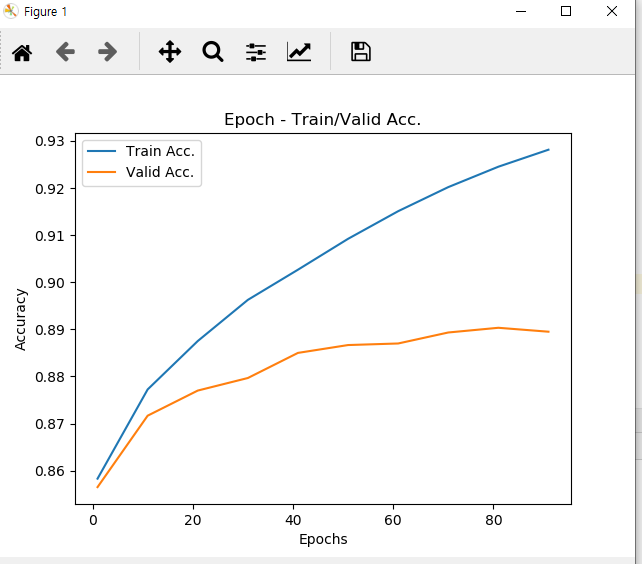 Figure 1
Epoch - Train/Valid Acc.
Train Acc.
Valid Acc.
0.93
0.92
0.91
0.90
0.89
0.88
0.87
0.86
Accuracy
0 20 40 60 80
Epochs